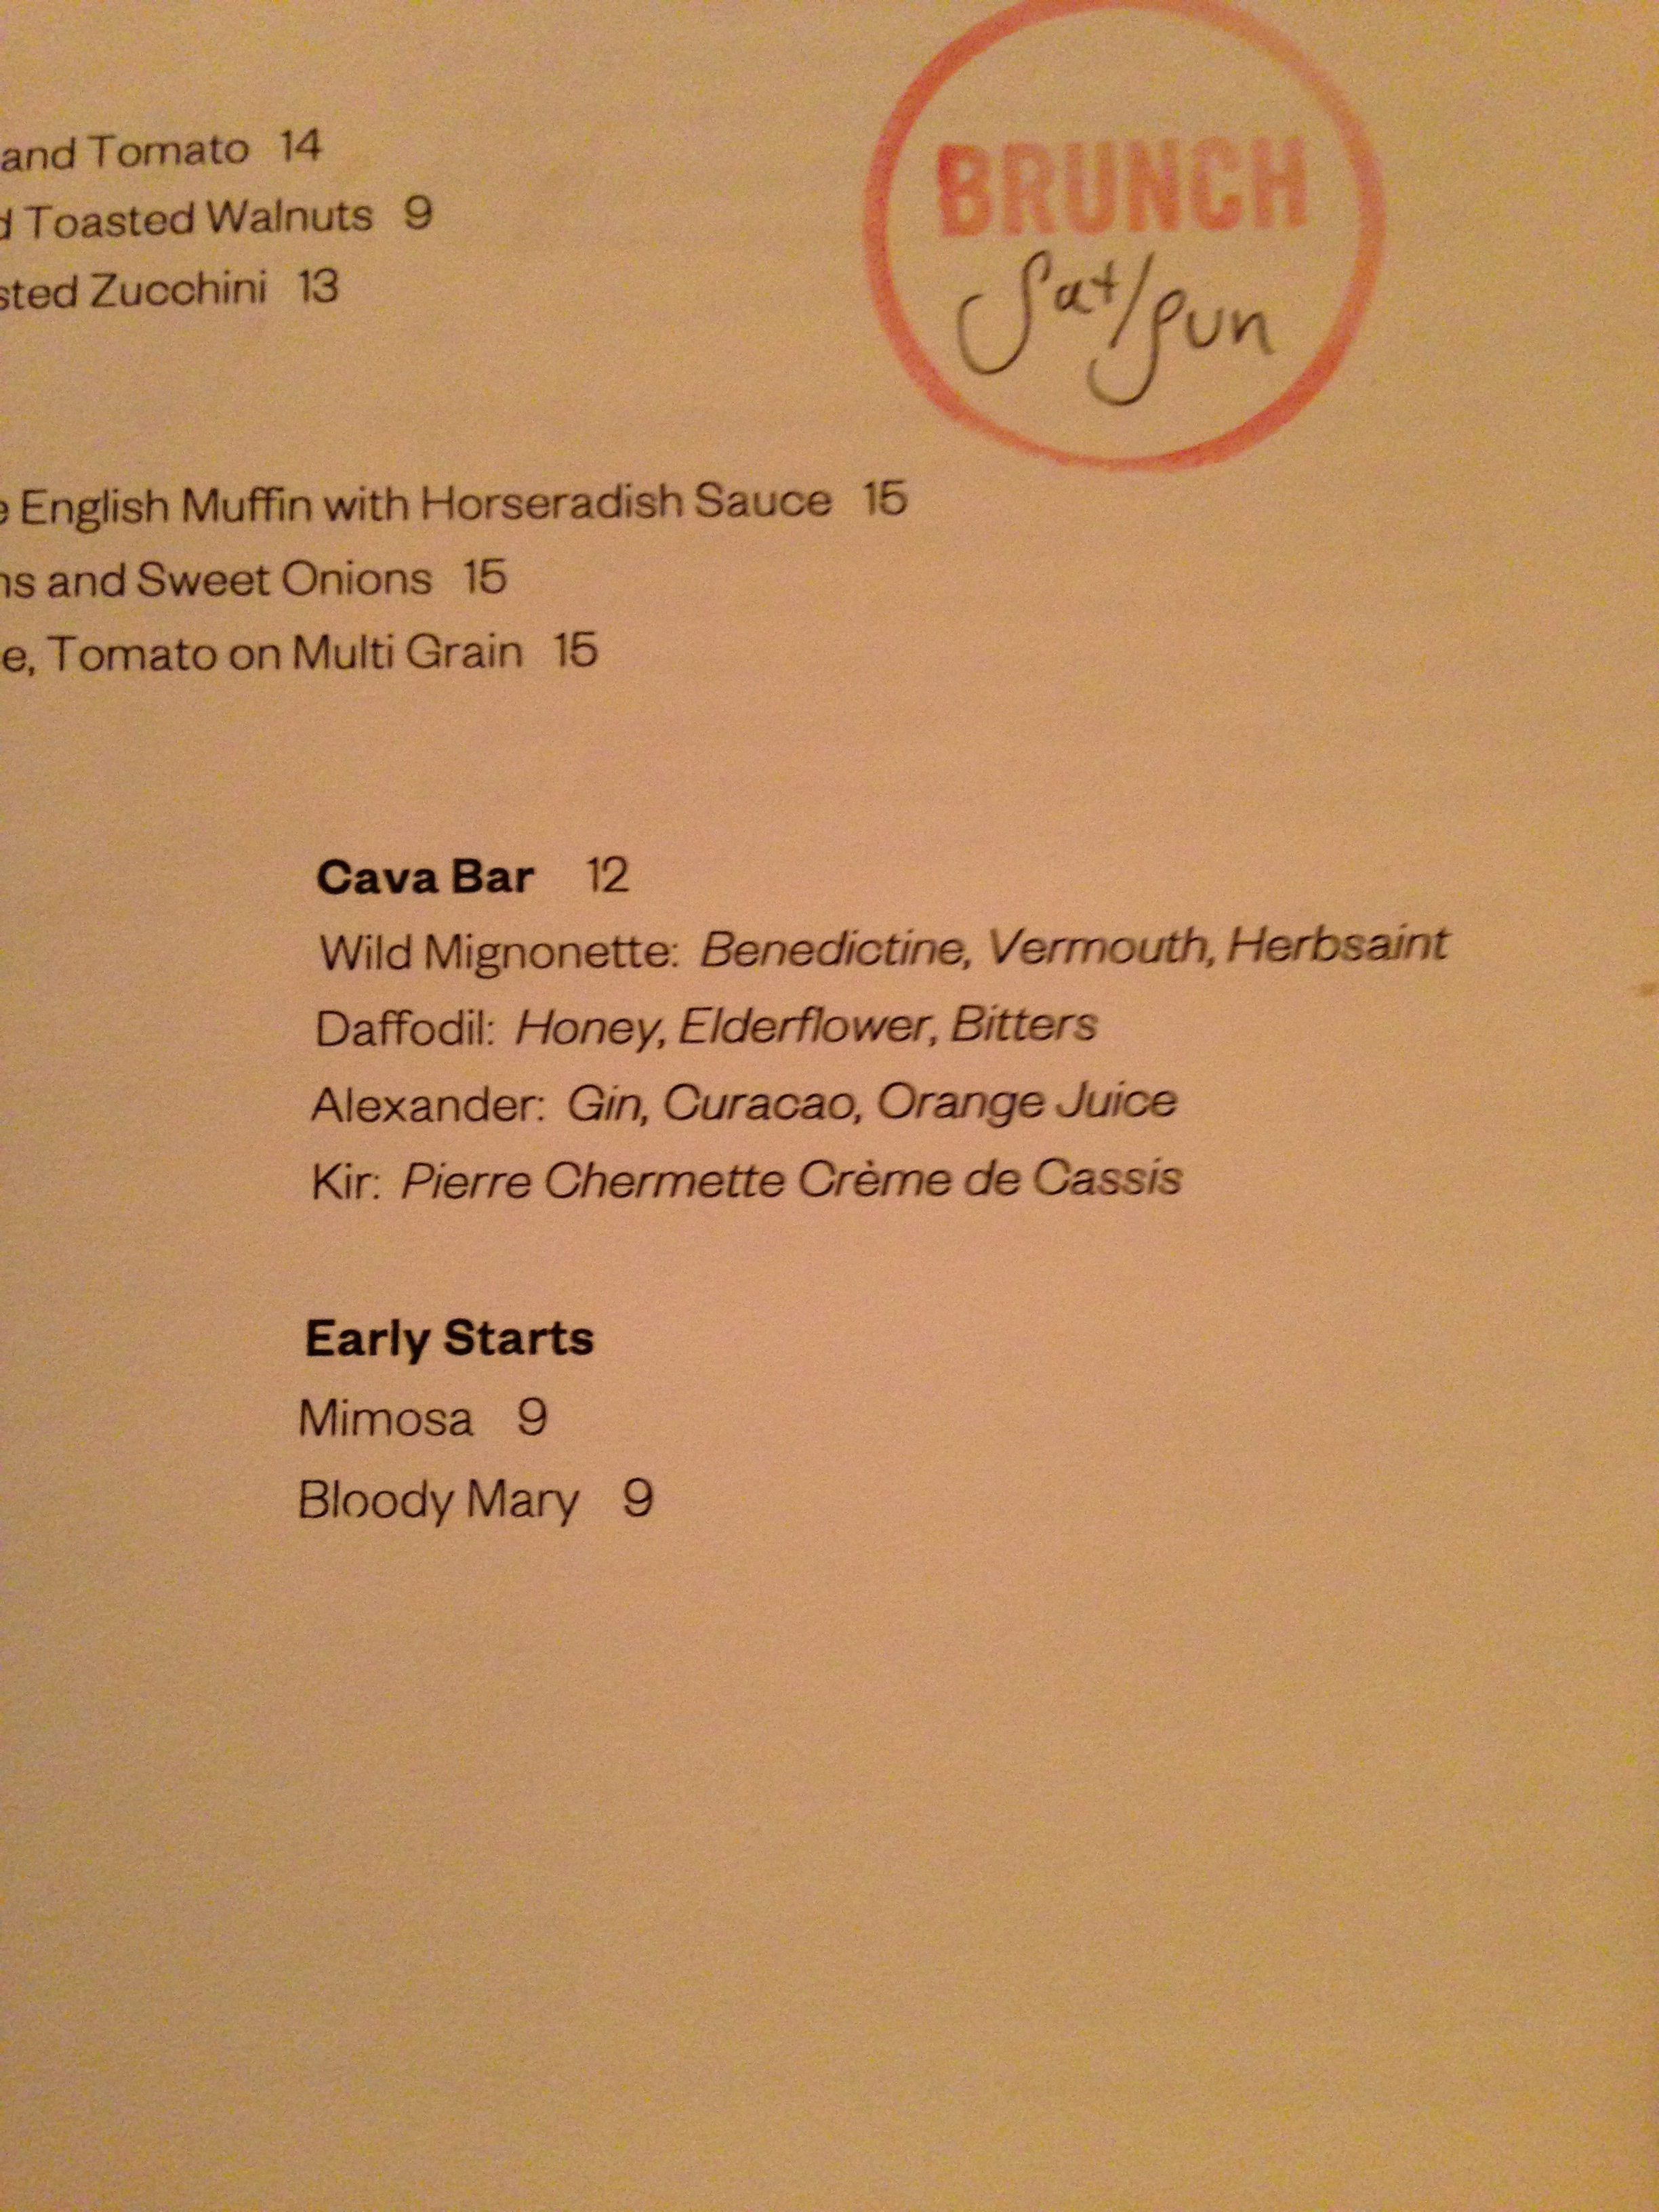 and Tomato 14
Toasted Walnuts 9
Zucchini 13
BRUNCH
Sat/Sun
English Muffin with Horseradish Sauce 15
and Sweet Onions 15
Tomato on Multi Grain 15
Cava Bar 12
Wild Mignonette: Benedictine, Vermouth, Herbsaint
Daffodil: Honey, Elderflower, Bitters
Alexander: Gin, Curacao, Orange Juice
Kir: Pierre Chermette Crème de Cassis
Early Starts
Mimosa 9
Bloody Mary 9